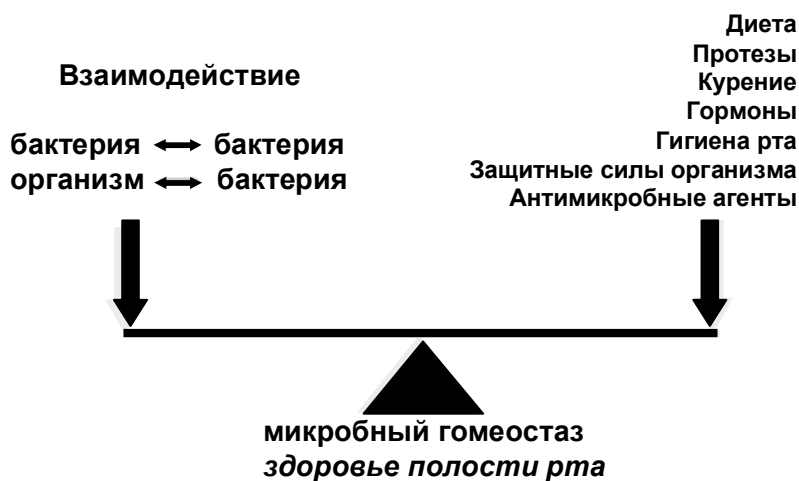 Взаимодействие
бактерия ↔ бактерия
организм ↔ бактерия
Диета
Протезы
Курение
Гормоны
Гигиена рта
Защитные силы организма
Антимикробные агенты
микробный гомеостаз
здоровье полости рта